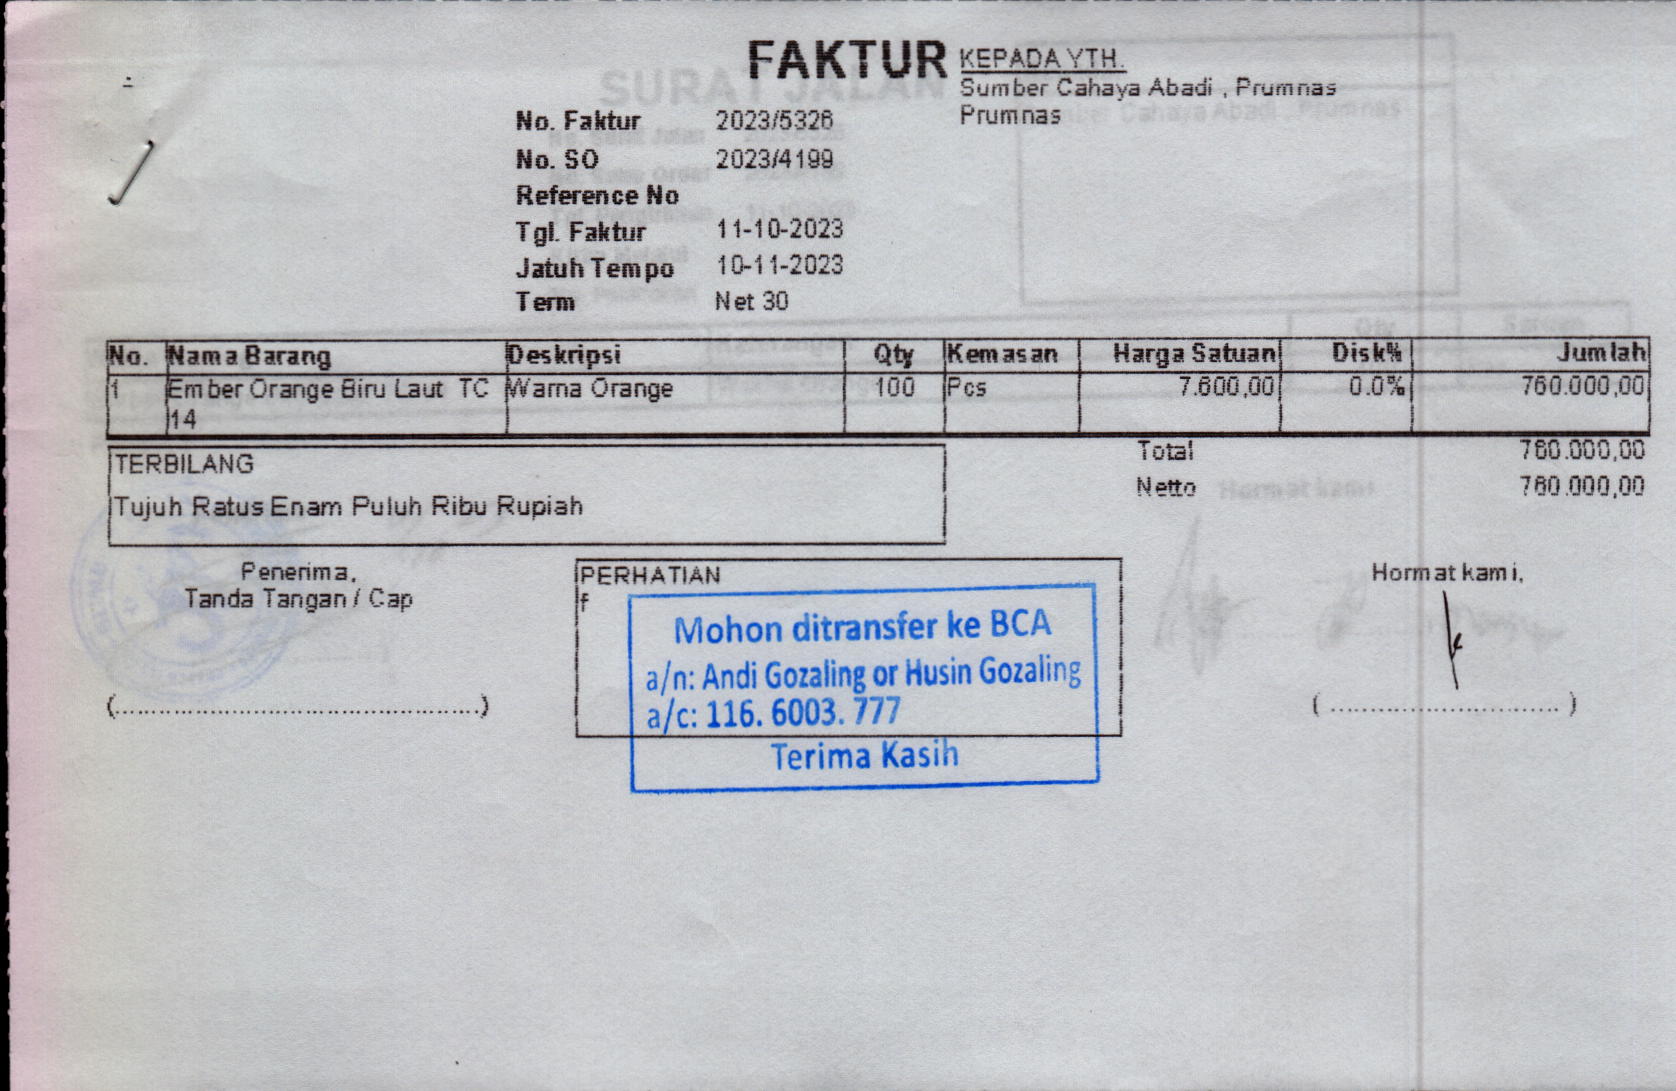 FAKTUR
KEPADA YTH.
Sumber Cahaya Abadi , Prumnas
Prumnas
No. Faktur 2023/5326
No. SO 2023/4199
Reference No
Tgl. Faktur 11-10-2023
Jatuh Tempo 10-11-2023
Term Net 30
No. Nama Barang Deskripsi Qty Kemasan Harga Satuan Disk% Jumlah
1 Ember Orange Biru Laut TC 14 Warna Orange 100 Pcs 7.600,00 0.0% 760.000,00
Total 760.000,00
Netto 760.000,00
TERBILANG
Tujuh Ratus Enam Puluh Ribu Rupiah
Penerima,
Tanda Tangan / Cap
(................................................)
PERHATIAN
f
Mohon ditransfer ke BCA
a/n: Andi Gozaling or Husin Gozaling
a/c: 116. 6003. 777
Terima Kasih
Hormat kami,
( .............................. )
SURAT JALAN